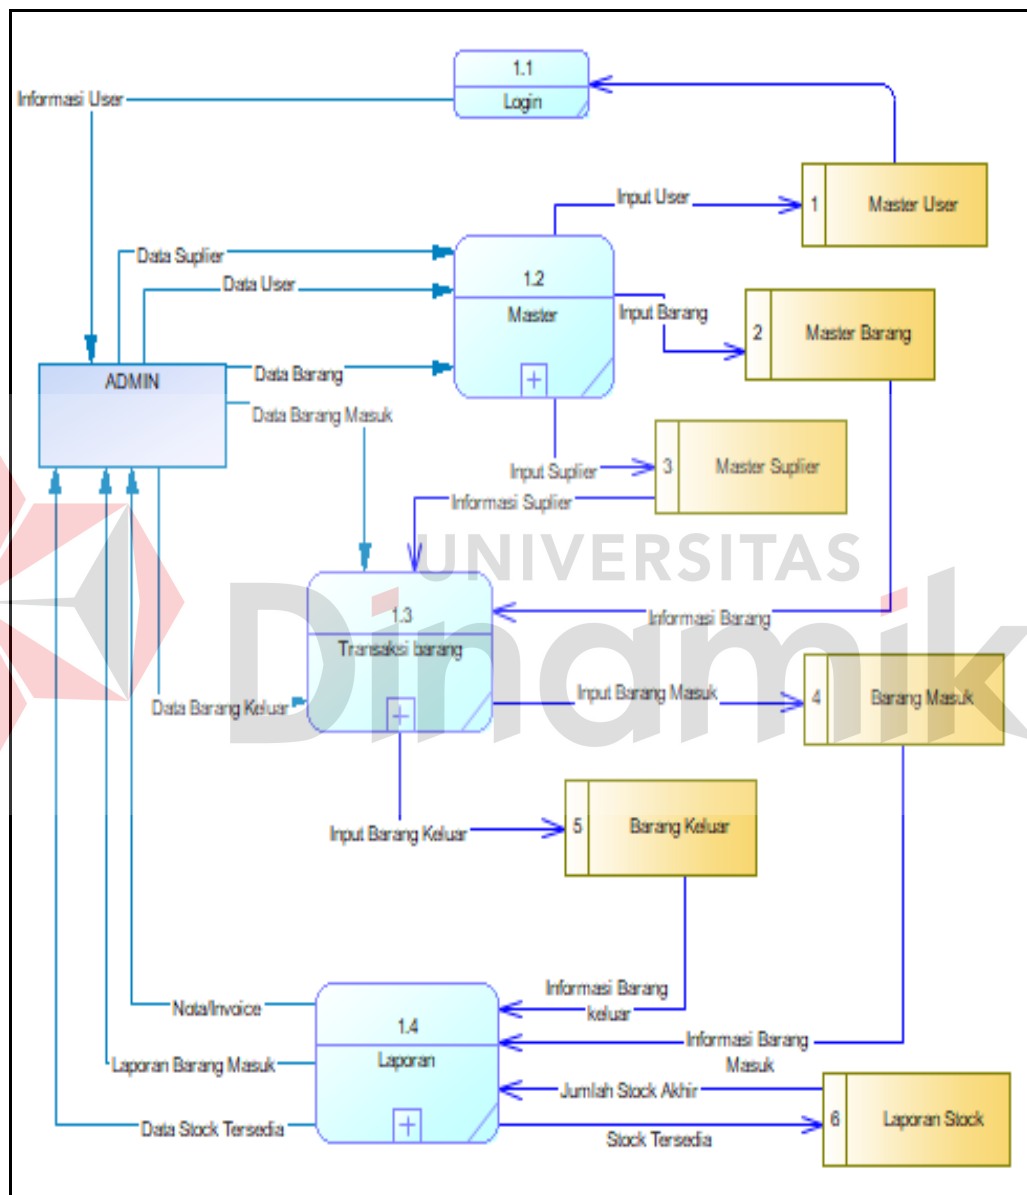 1.1
Login
Informasi User
1
Master User
Input User
Data Suplier
1.2
Data User
Master
Input Barang
2
Master Barang
ADMIN
Data Barang
Data Barang Masuk
3
Master Suplier
Input Suplier
Informasi Suplier
UNIVERSITAS
Dinamika
1.3
Transaksi barang
Informasi Barang
Data Barang Keluar
Input Barang Masuk
4
Barang Masuk
5
Barang Keluar
Input Barang Keluar
Informasi Barang
keluar
Nota/Invoice
1.4
Laporan
Informasi Barang
Masuk
Laporan Barang Masuk
Jumlah Stock Akhir
6
Laporan Stock
Data Stock Tersedia
Stock Tersedia